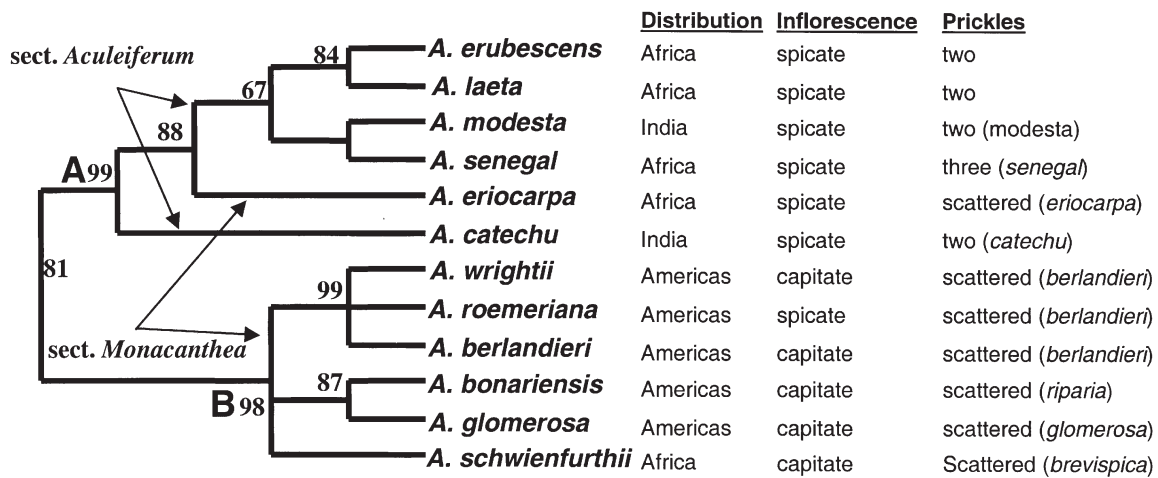 Distribution Inflorescence Prickles
sect. Aculeiferum
84 A. erubescens Africa spicate two
A. laeta Africa spicate two
67
A. modesta India spicate two (modesta)
88
A. senegal Africa spicate three (senegal)
A 99
A. eriocarpa Africa spicate scattered (eriocarpa)
A. catechu India spicate two (catechu)
81
A. wrightii Americas capitate scattered (berlandieri)
99
A. roemeriana Americas spicate scattered (berlandieri)
sect. Monacanthea
A. berlandieri Americas capitate scattered (berlandieri)
87 A. bonariensis Americas capitate scattered (riparia)
B 98
A. glomerosa Americas capitate scattered (glomerosa)
A. schwienfurthii Africa capitate Scattered (brevispica)